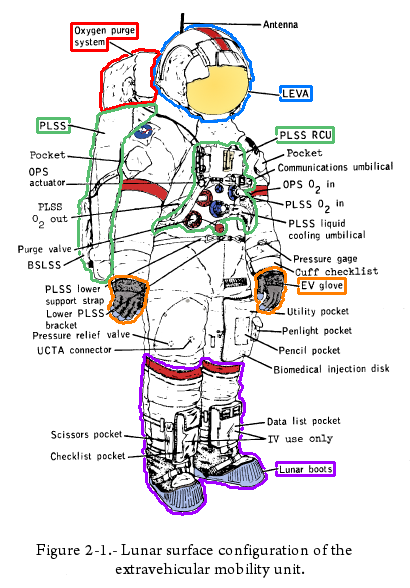 Antenna
Oxygen purge
system
LEVA
PLSS
PLSS RCU
Pocket
Pocket
Communications umbilical
OPS
actuator
OPS O2 in
PLSS
O2 out
PLSS O2 in
PLSS liquid
cooling umbilical
Purge valve
BSLSS
Pressure gage
Cuff checklist
EV glove
PLSS lower
support strap
Lower PLSS
bracket
Utility pocket
Pressure relief valve
Penlight pocket
UCTA connector
Pencil pocket
Biomedical injection disk
Data list pocket
Scissors pocket
IV use only
Checklist pocket
Lunar boots
Figure 2-1.- Lunar surface configuration of the
extravehicular mobility unit.